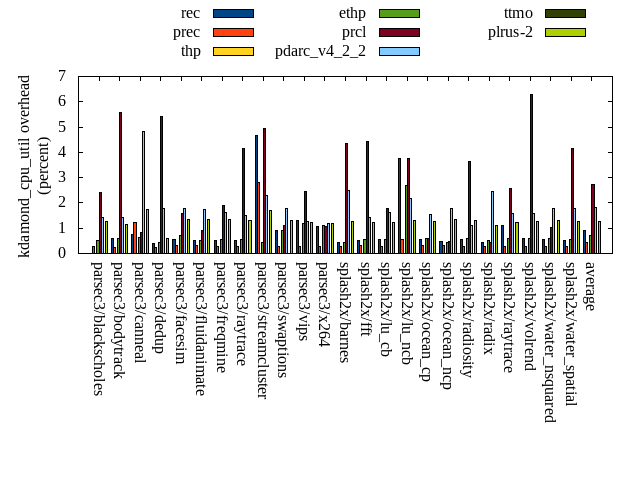 rec
ethp
ttmo
prec
prcl
plrus-2
thp
pdarc_v4_2_2
kdamond_cpu_util overhead
(percent)
7
6
5
4
3
2
1
0
parsec3/blackscholes
parsec3/bodytrack
parsec3/canneal
parsec3/dedup
parsec3/facesim
parsec3/fluidanimate
parsec3/freqmine
parsec3/raytrace
parsec3/streamcluster
parsec3/swaptions
parsec3/vips
parsec3/x264
splash2x/barnes
splash2x/fft
splash2x/lu_cb
splash2x/lu_ncb
splash2x/ocean_cp
splash2x/ocean_ncp
splash2x/radiosity
splash2x/radix
splash2x/raytrace
splash2x/volrend
splash2x/water_nsquared
splash2x/water_spatial
average